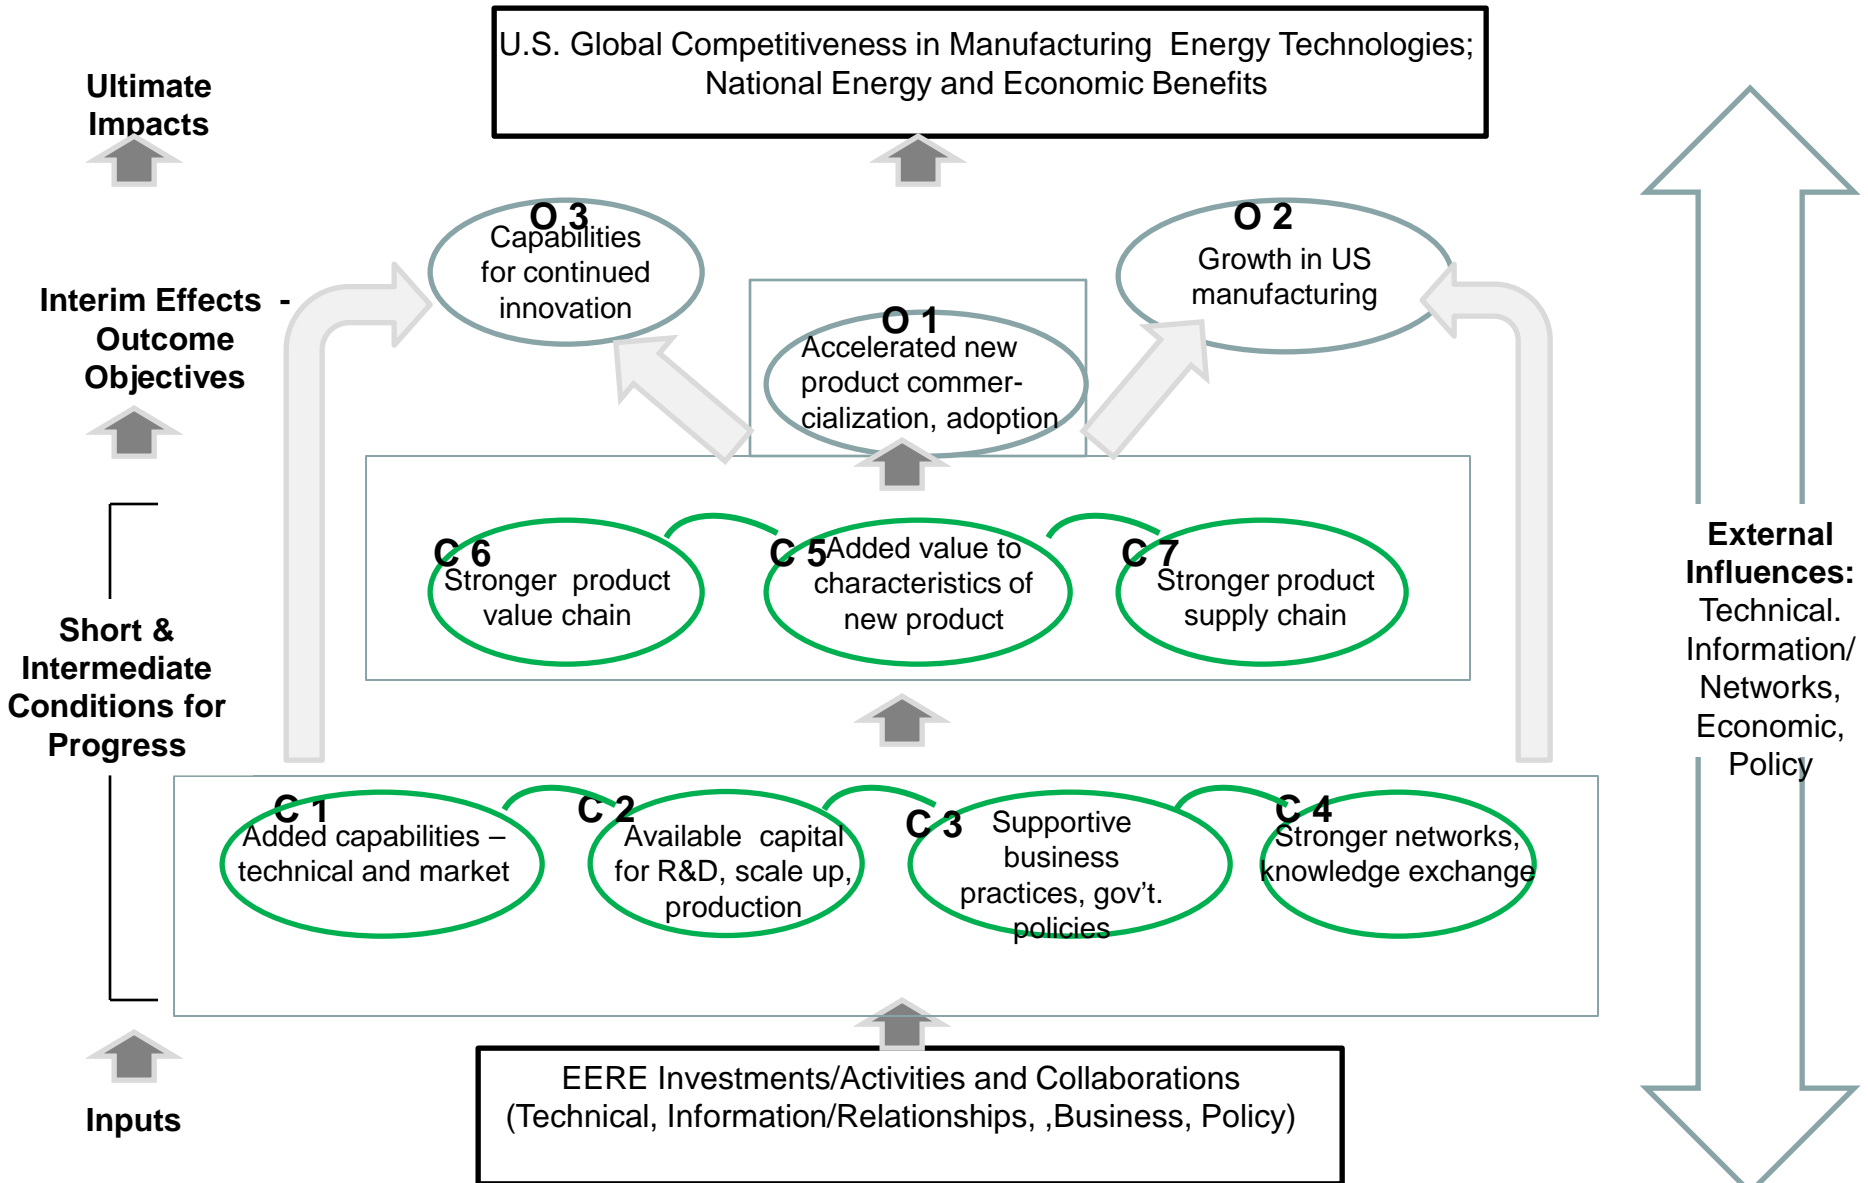 U.S. Global Competitiveness in Manufacturing Energy Technologies;
National Energy and Economic Benefits
Ultimate
Impacts
O 3
Capabilities
for continued
innovation
O 2
Growth in US
manufacturing
Interim Effects -
Outcome
Objectives
O 1
Accelerated new
product commer-
cialization, adoption
C 6
Stronger product
value chain
C 5
Added value to
characteristics of
new product
C 7
Stronger product
supply chain
Short &
Intermediate
Conditions for
Progress
C 1
Added capabilities –
technical and market
C 2
Available capital
for R&D, scale up,
production
C 3
Supportive
business
practices, gov’t.
policies
C 4
Stronger networks,
knowledge exchange
External
Influences:
Technical.
Information/
Networks,
Economic,
Policy
Inputs
EERE Investments/Activities and Collaborations
(Technical, Information/Relationships, ,Business, Policy)